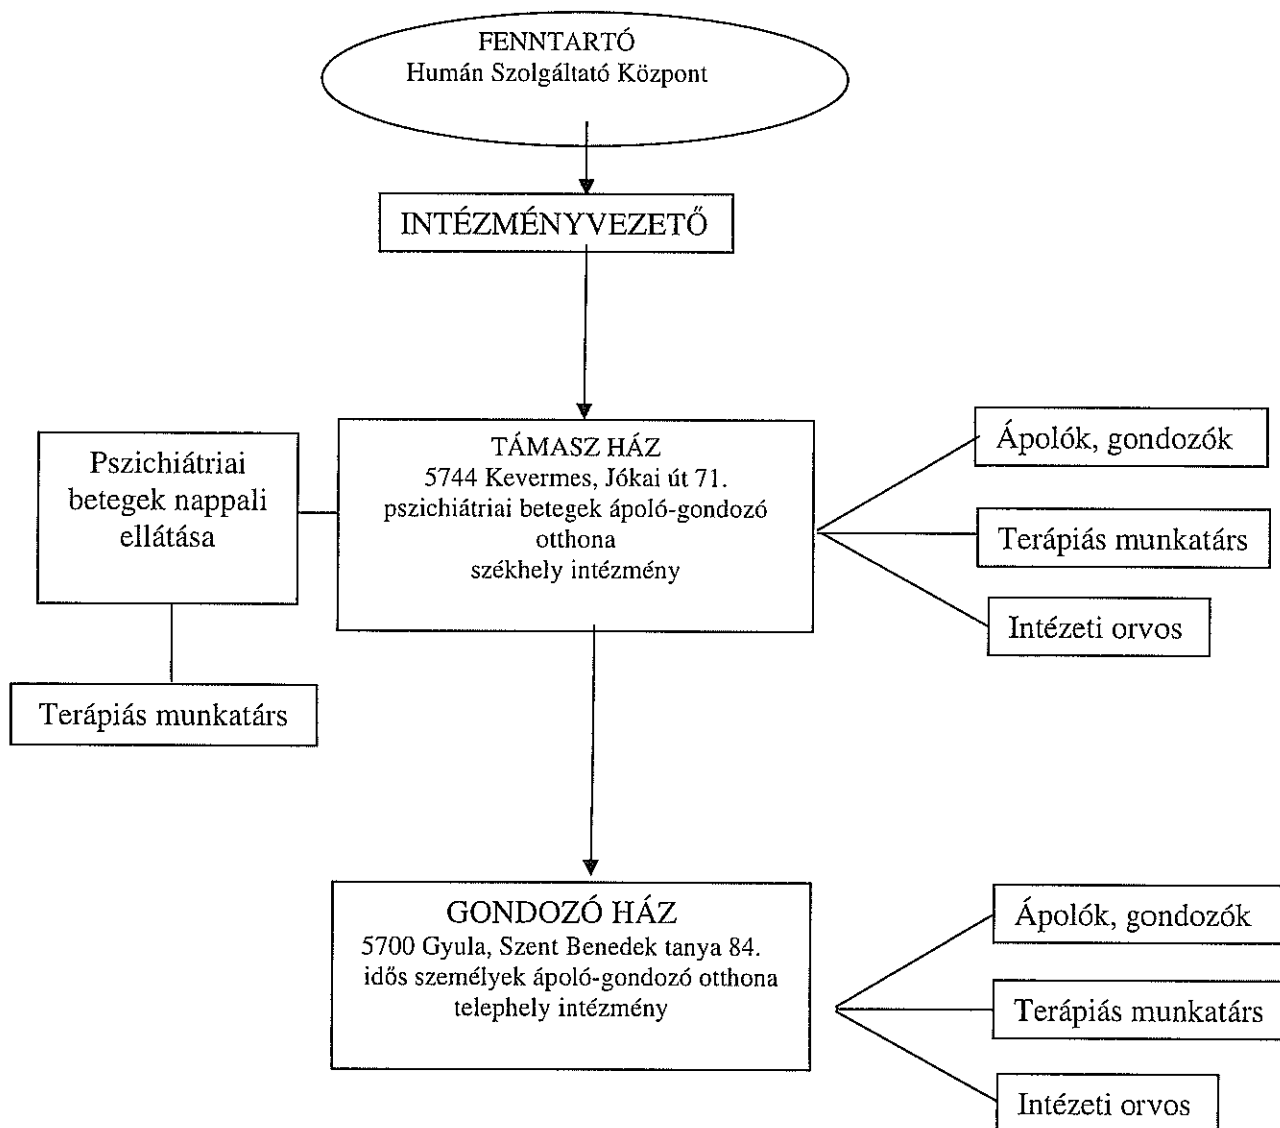 FENNTARTÓ
Humán Szolgáltató Központ
INTÉZMÉNYVEZETŐ
Pszichiátriai
betegek nappali
ellátása
Terápiás munkatárs
TÁMASZ HÁZ
5744 Kevermes, Jókai út 71.
pszichiátriai betegek ápoló-gondozó
otthona
székhely intézmény
Ápolók, gondozók
Terápiás munkatárs
Intézeti orvos
GONDOZÓ HÁZ
5700 Gyula, Szent Benedek tanya 84.
idős személyek ápoló-gondozó otthona
telephely intézmény
Ápolók, gondozók
Terápiás munkatárs
Intézeti orvos